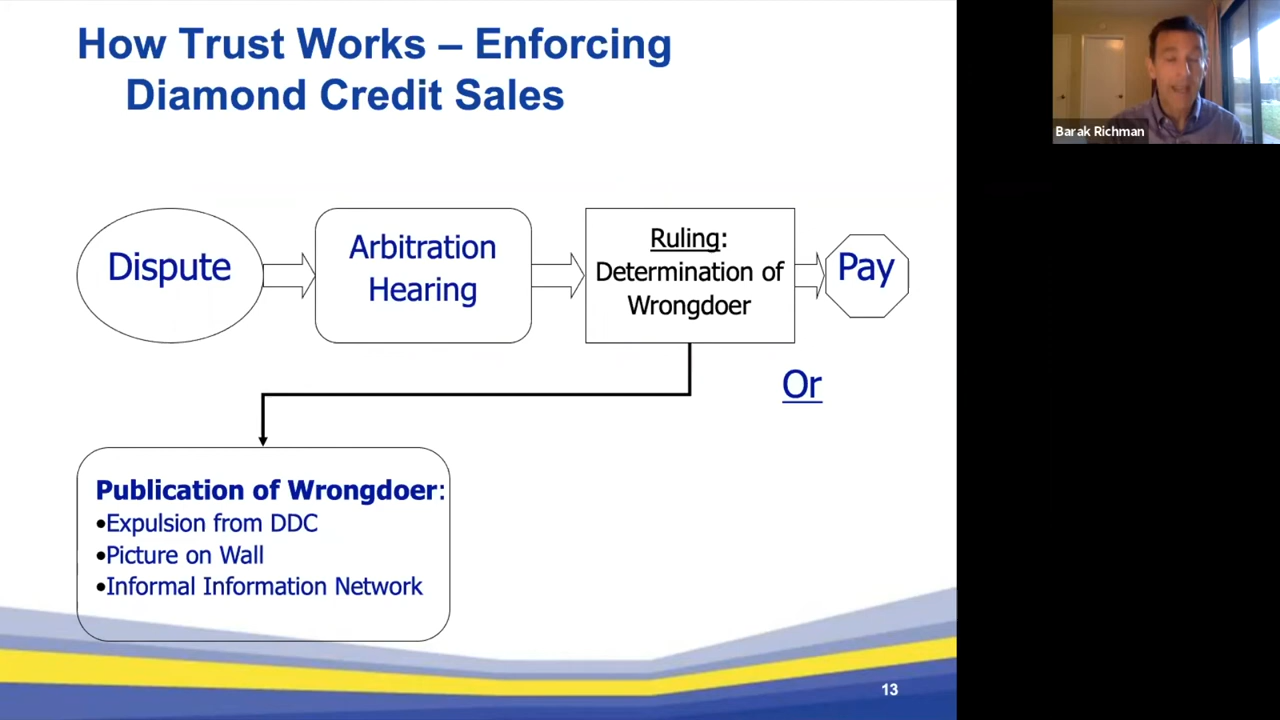 How Trust Works – Enforcing
Diamond Credit Sales
Barak Richman
Dispute
Arbitration
Hearing
Ruling:
Determination of
Wrongdoer
Pay
Or
Publication of Wrongdoer:
•Expulsion from DDC
•Picture on Wall
•Informal Information Network
13